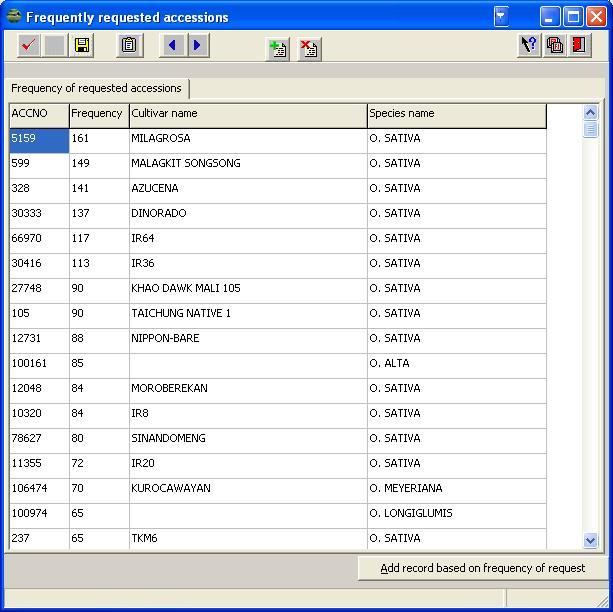 Frequently requested accessions
Frequency of requested accessions
ACCNO Frequency Cultivar name Species name
5159 161 MILAGROSA O. SATIVA
599 149 MALAGKIT SONGSONG O. SATIVA
328 141 AZUCENA O. SATIVA
30333 137 DINORADO O. SATIVA
66970 117 IR64 O. SATIVA
30416 113 IR36 O. SATIVA
27748 90 KHAO DAWK MALI 105 O. SATIVA
105 90 TAICHUNG NATIVE 1 O. SATIVA
12731 88 NIPPON-BARE O. SATIVA
100161 85 O. ALTA
12048 84 MOROBEREKAN O. SATIVA
10320 84 IR8 O. SATIVA
78627 80 SINANDOMENG O. SATIVA
11355 72 IR20 O. SATIVA
106474 70 KUROCAWAYAN O. MEYERIANA
100974 65 O. LONGIGLUMIS
237 65 TKM6 O. SATIVA
Add record based on frequency of request